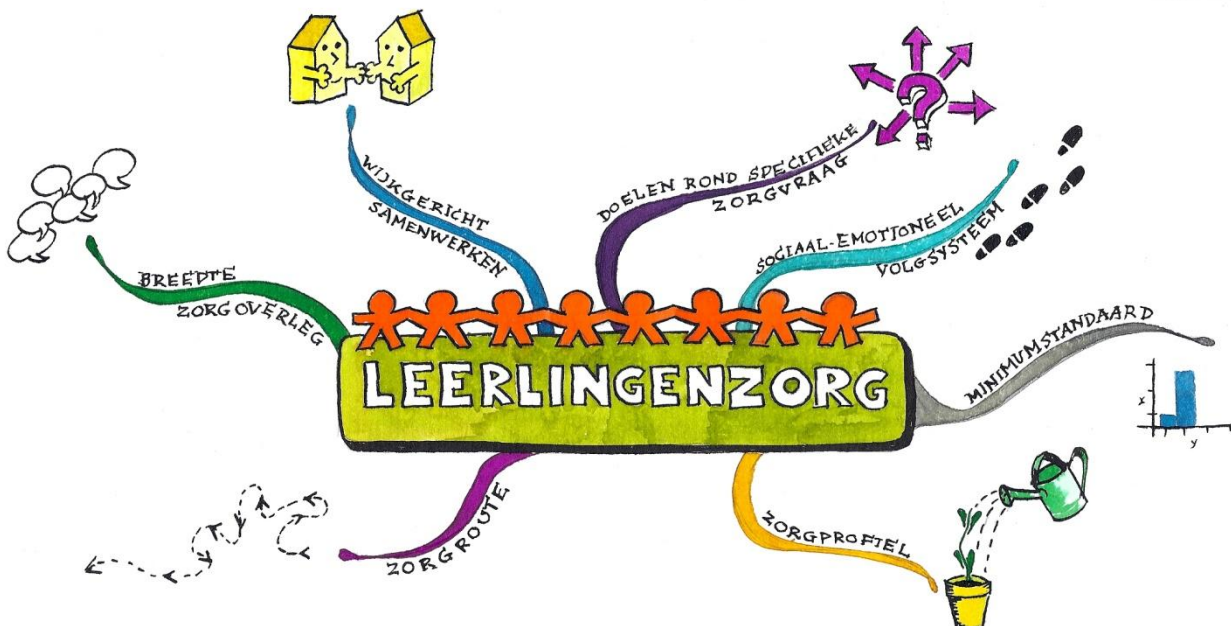 WIJKGERICHT
SAMENWERKEN
DOELEN ROND SPECIFIEKE
ZORGVRAAG
SOCIAAL-EMOTIONEEL
VOLGSYSTEEM
BREEDTE
ZORGOVERLEG
LEERLINGENZORG
MINIMUMSTANDAARD
x
y
ZORGROUTE
ZORGPROFIEL
?